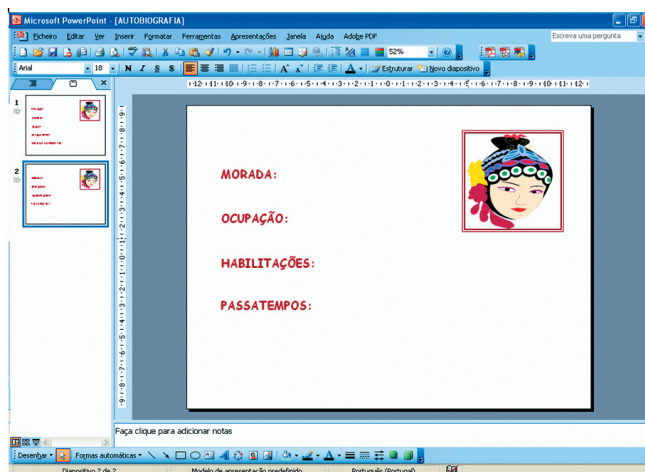 Microsoft PowerPoint - [AUTOBIOGRAFIA]
Ficheiro Editar Ver Inserir Formatar Ferramentas Apresentações Janela Ajuda Adobe PDF Escreva uma pergunta
52%
Arial 18 N I S S Estruturar Novo diapositivo
1
2
MORADA:
OCUPAÇÃO:
HABILITAÇÕES:
PASSATEMPOS:
Faça clique para adicionar notas
Desenhar Formas automáticas
Diapositivo 2 de 2 Modelo de apresentação predefinido Português (Portugal)